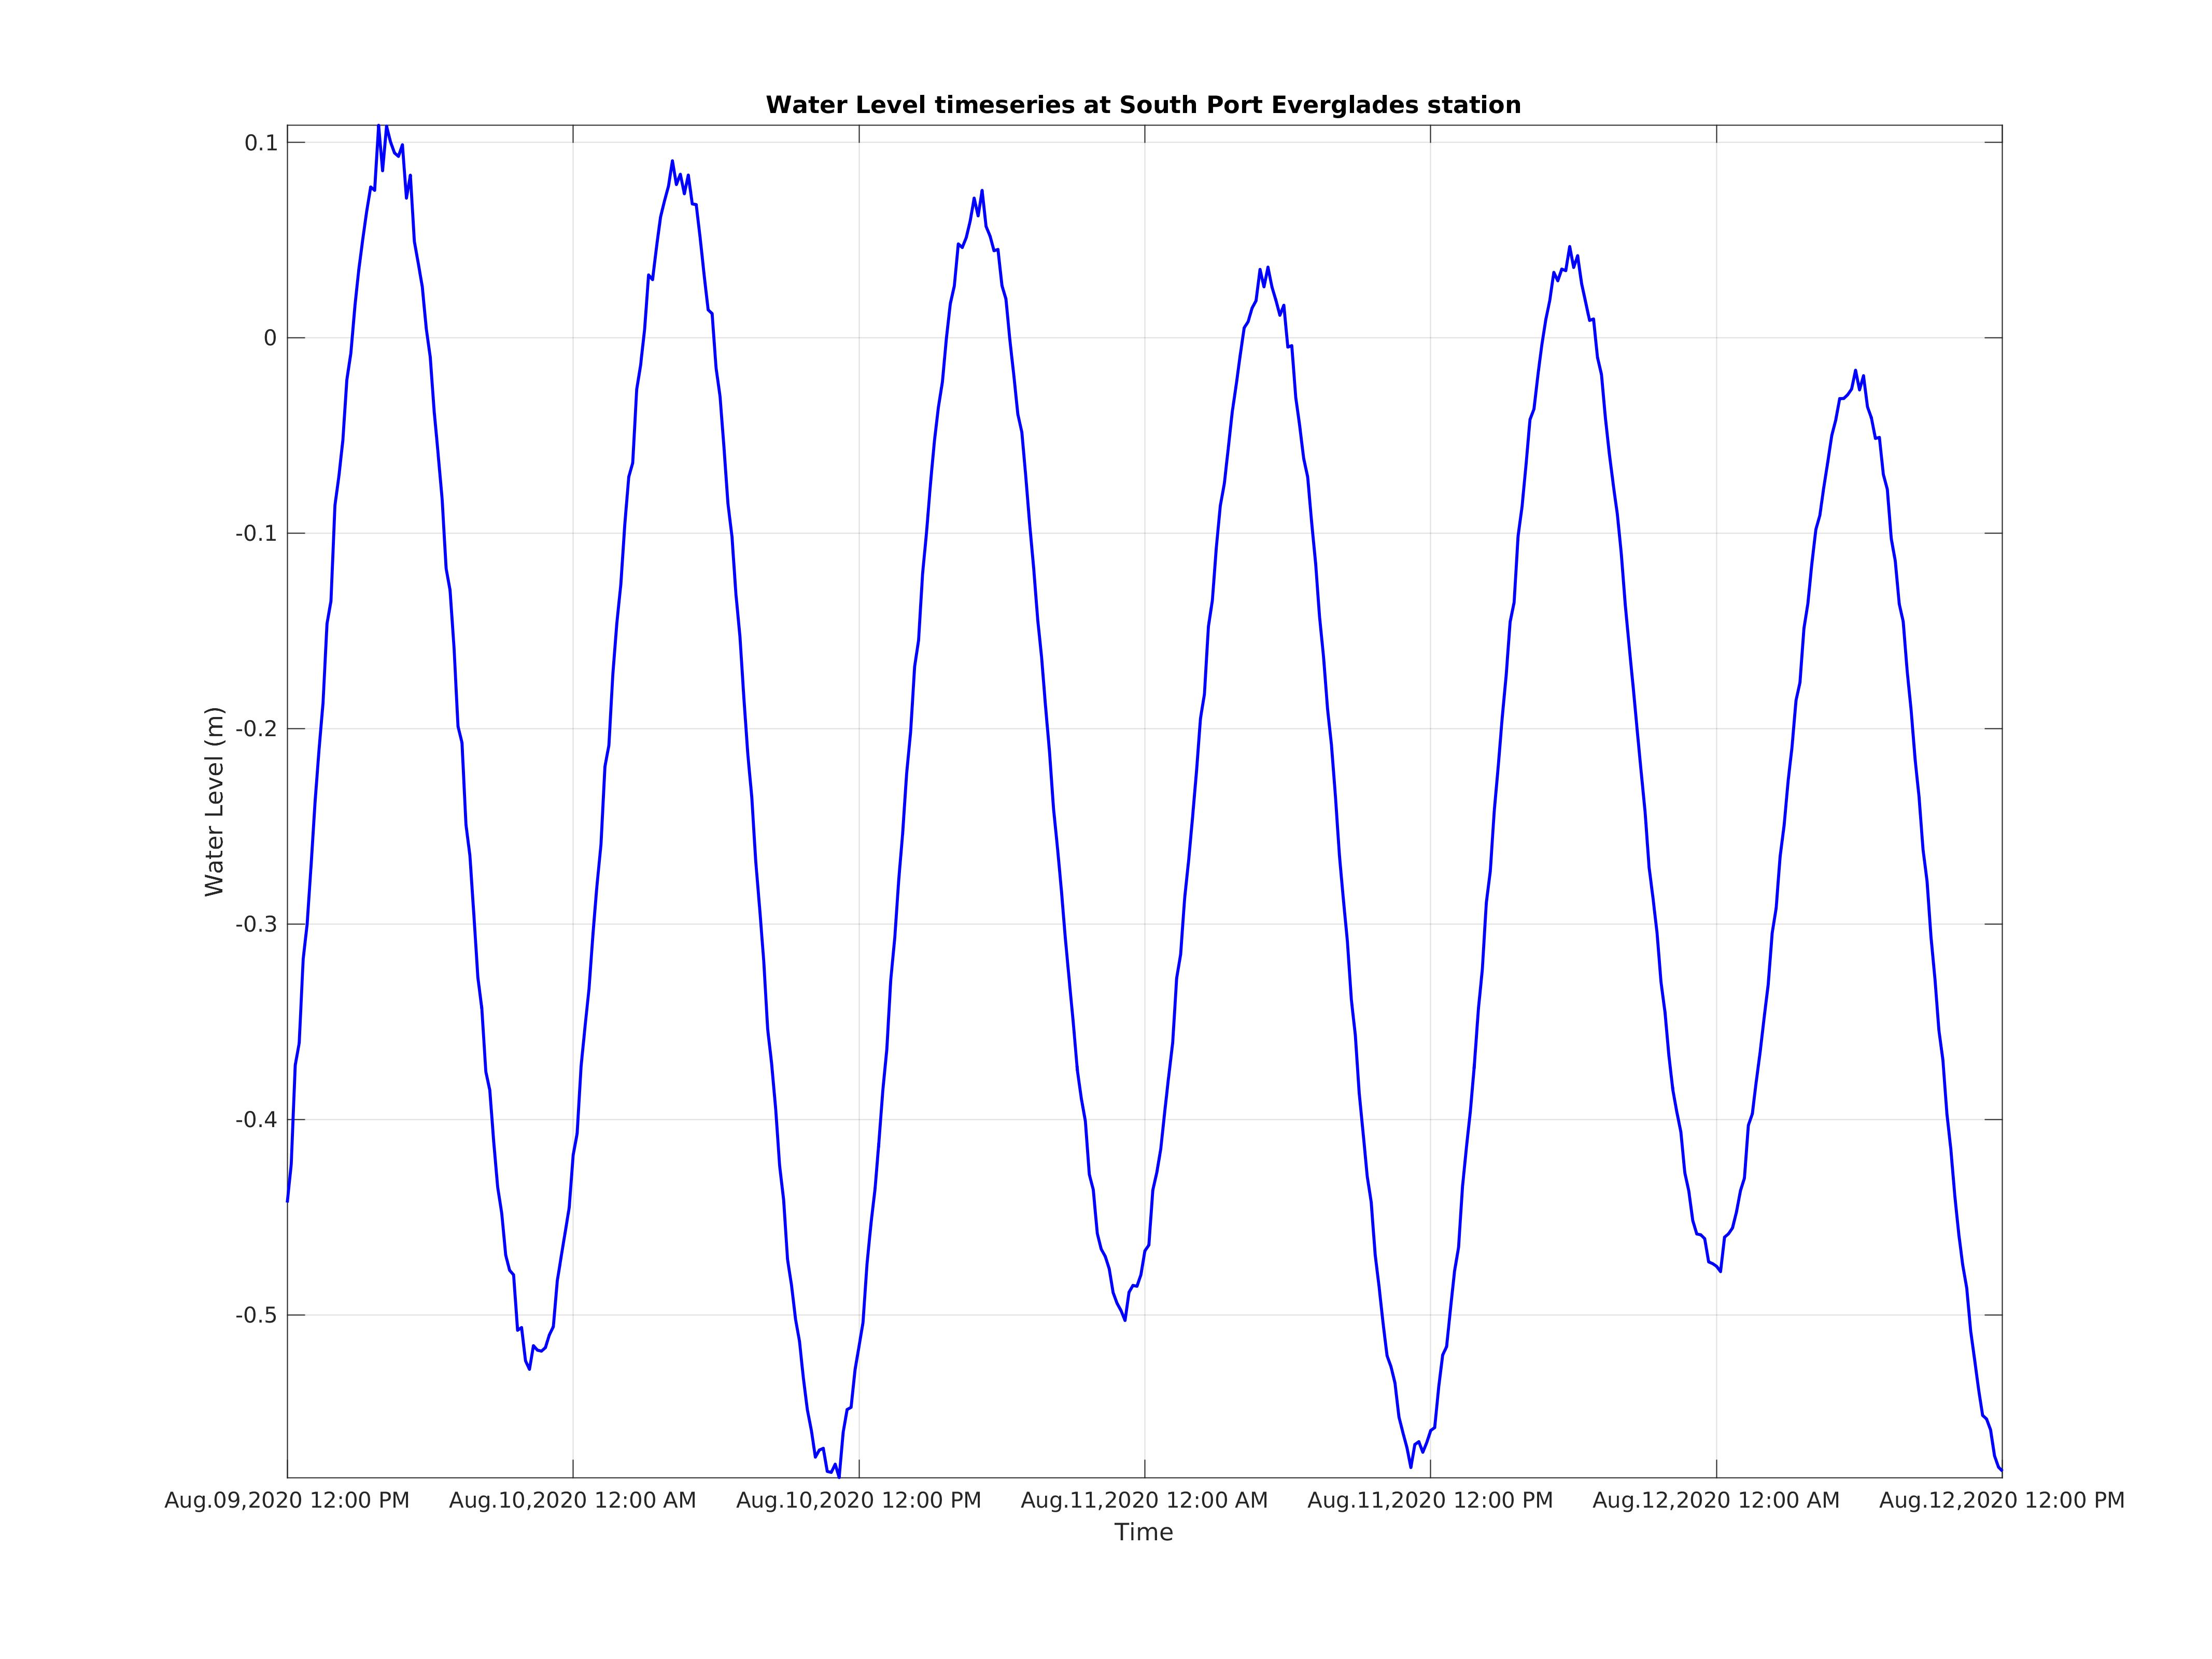 Water Level timeseries at South Port Everglades station
0.1
0
-0.1
-0.2
-0.3
-0.4
-0.5
Water Level (m)
Aug.09,2020 12:00 PM Aug.10,2020 12:00 AM Aug.10,2020 12:00 PM Aug.11,2020 12:00 AM Aug.11,2020 12:00 PM Aug.12,2020 12:00 AM Aug.12,2020 12:00 PM
Time